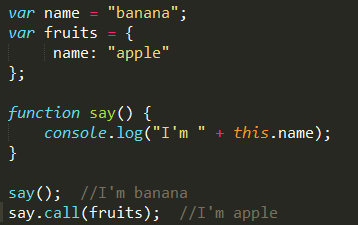 var name = "banana";
var fruits = {
    name: "apple"
};

function say() {
    console.log("I'm " + this.name);
}

say();  //I'm banana
say.call(fruits);  //I'm apple